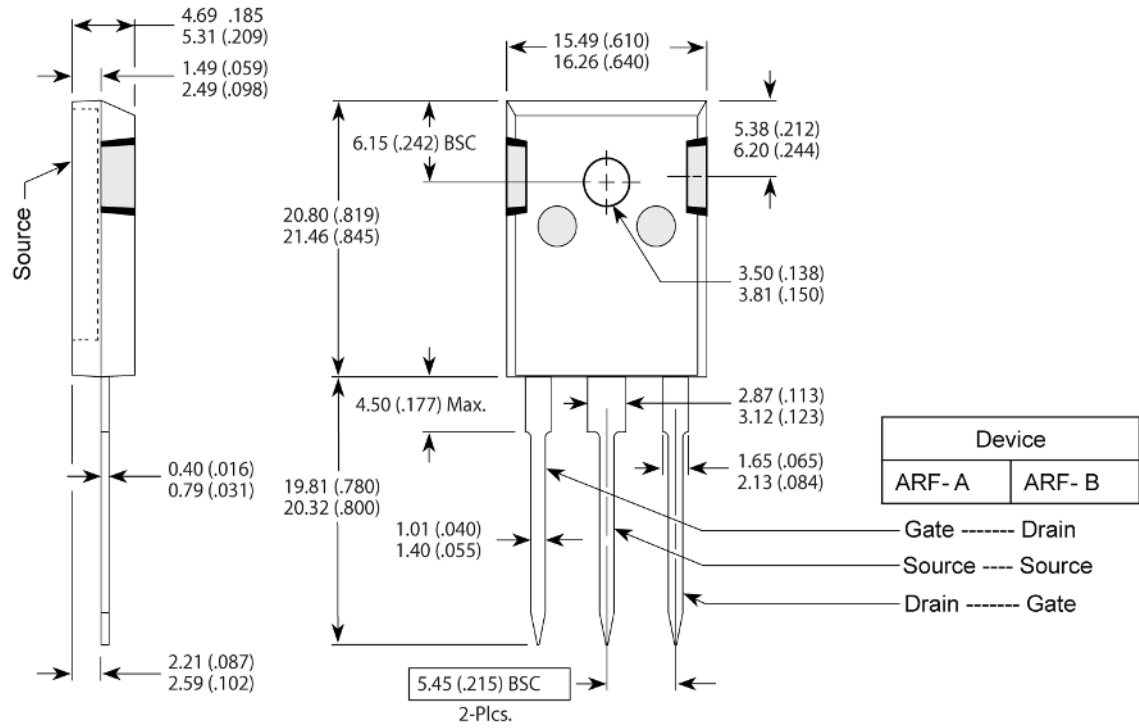 4.69 .185
5.31 (.209)
1.49 (.059)
2.49 (.098)
15.49 (.610)
16.26 (.640)
6.15 (.242) BSC
5.38 (.212)
6.20 (.244)
Source
20.80 (.819)
21.46 (.845)
3.50 (.138)
3.81 (.150)
4.50 (.177) Max.
2.87 (.113)
3.12 (.123)
0.40 (.016)
0.79 (.031)
19.81 (.780)
20.32 (.800)
1.01 (.040)
1.40 (.055)
1.65 (.065)
2.13 (.084)
Device
ARF- A ARF- B
Gate ------- Drain
Source ---- Source
Drain ------- Gate
2.21 (.087)
2.59 (.102)
5.45 (.215) BSC
2-Plcs.